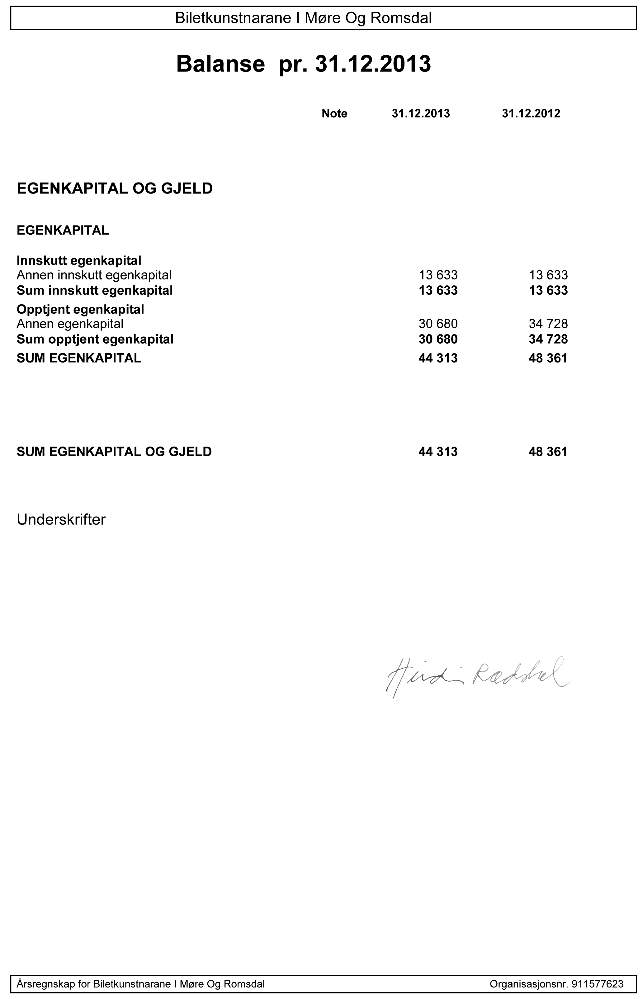 Biletkunstnarane I Møre Og Romsdal
Balanse pr. 31.12.2013
Note 31.12.2013 31.12.2012
EGENKAPITAL OG GJELD
EGENKAPITAL
Innskutt egenkapital
Annen innskutt egenkapital 13 633 13 633
Sum innskutt egenkapital 13 633 13 633
Opptjent egenkapital
Annen egenkapital 30 680 34 728
Sum opptjent egenkapital 30 680 34 728
SUM EGENKAPITAL 44 313 48 361
SUM EGENKAPITAL OG GJELD 44 313 48 361
Underskrifter
Årsregnskap for Biletkunstnarane I Møre Og Romsdal Organisasjonsnr. 911577623